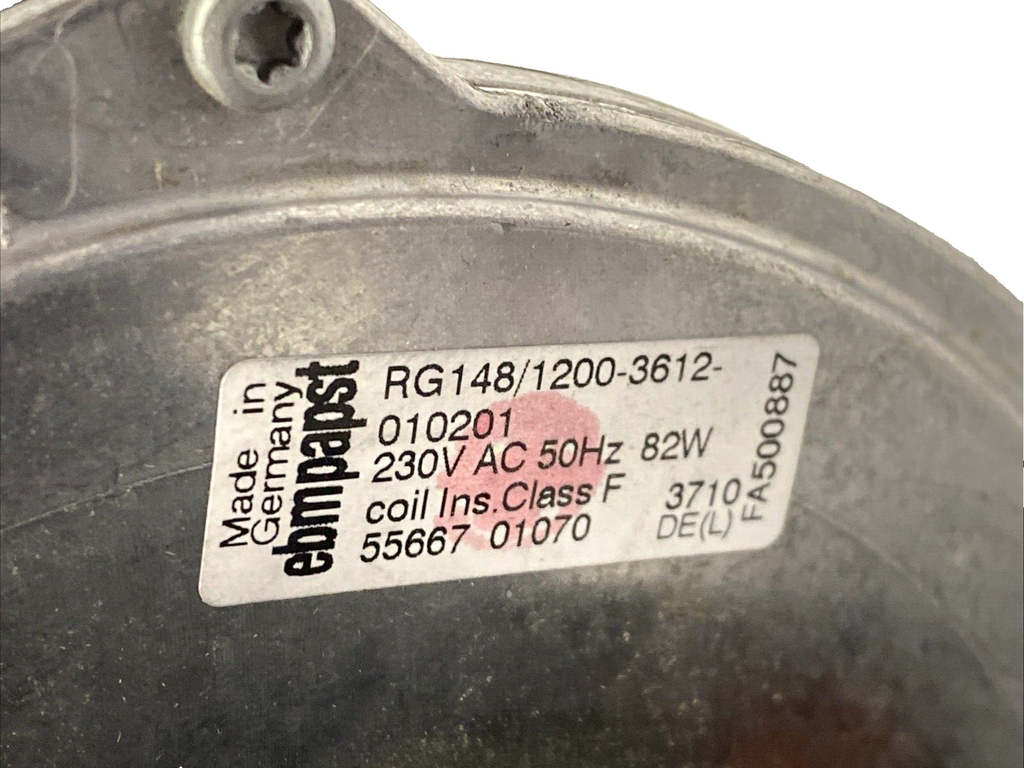 Made in
Germany
ebmpapst
RG148/1200-3612-
010201
230V AC 50Hz 82W
coil Ins.Class F 3710
55667 01070 DE(L)
FA500887